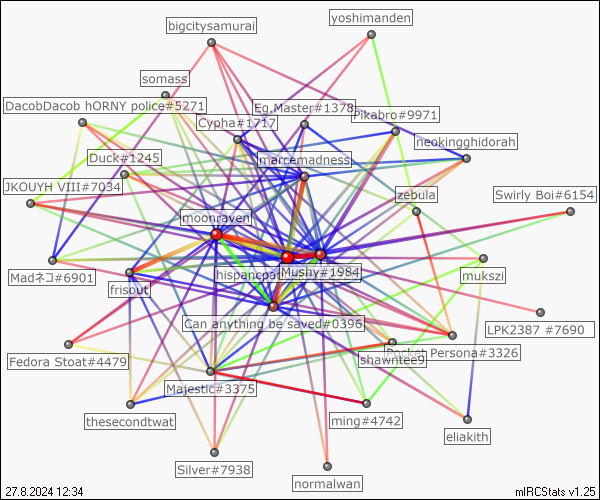 yoshimanden
bigcitysamurai
somass
DacobDacob hORNY police#5271
Eg.Master#1378
Cypha#1717
Pikabro#9971
neokingghidorah
Duck#1245
marcemadness
JKOUYH VIII#7034
zebula
Swirly Boi#6154
moonraven
Madネコ#6901
hispancpa
Mushy#1984
mukszi
frisout
LPK2387 #7690
Can anything be saved#0396
Fedora Stoat#4479
Persona#3326
shawntee9
Majestic#3375
thesecondtwat
ming#4742
eliakith
Silver#7938
normalwan
27.8.2024 12:34
mIRCStats v1.25